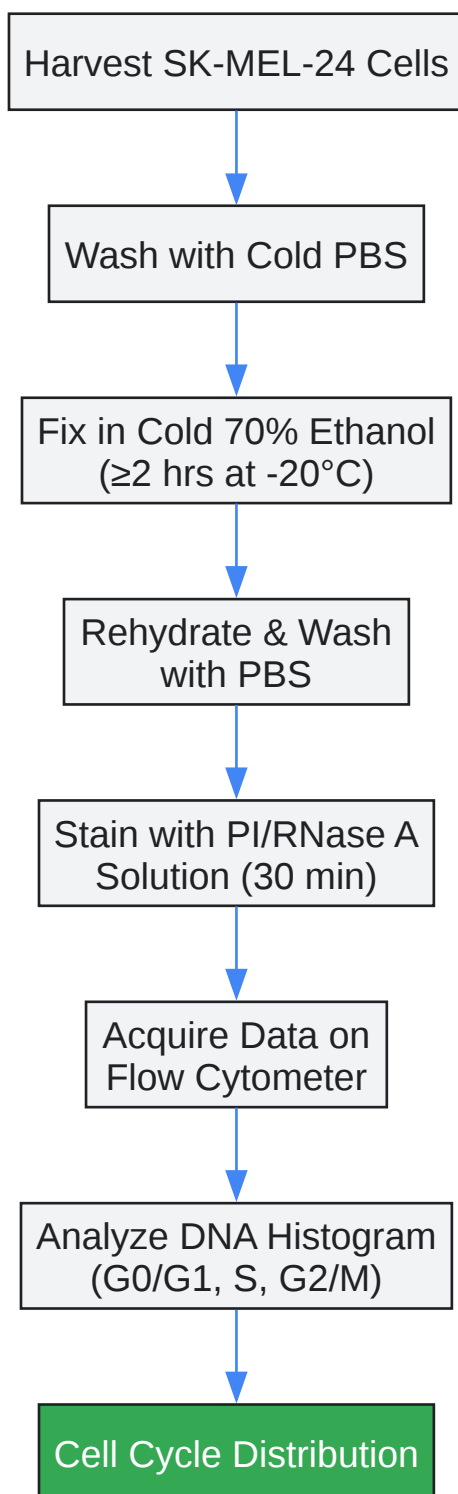 Harvest SK-MEL-24 Cells
Wash with Cold PBS
Fix in Cold 70% Ethanol
(≥2 hrs at -20°C)
Rehydrate & Wash
with PBS
Stain with PI/RNase A
Solution (30 min)
Acquire Data on
Flow Cytometer
Analyze DNA Histogram
(G0/G1, S, G2/M)
Cell Cycle Distribution